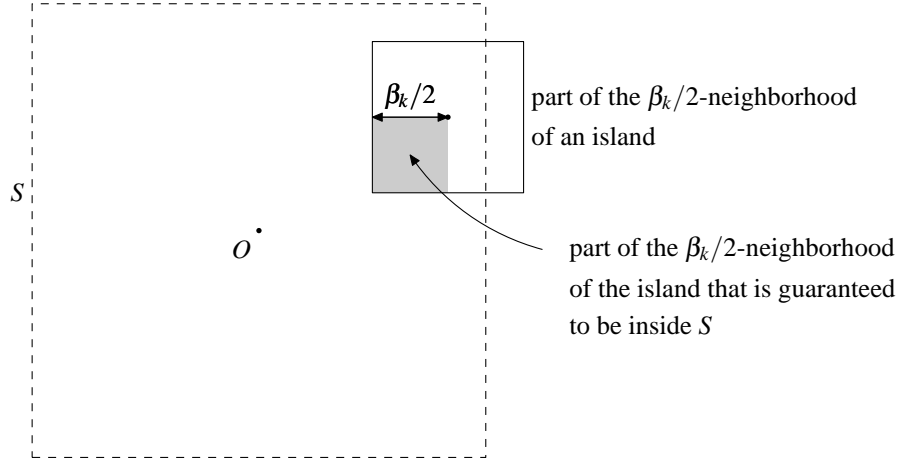 β_k/2
part of the β_k/2-neighborhood
of an island
S
O
part of the β_k/2-neighborhood
of the island that is guaranteed
to be inside S